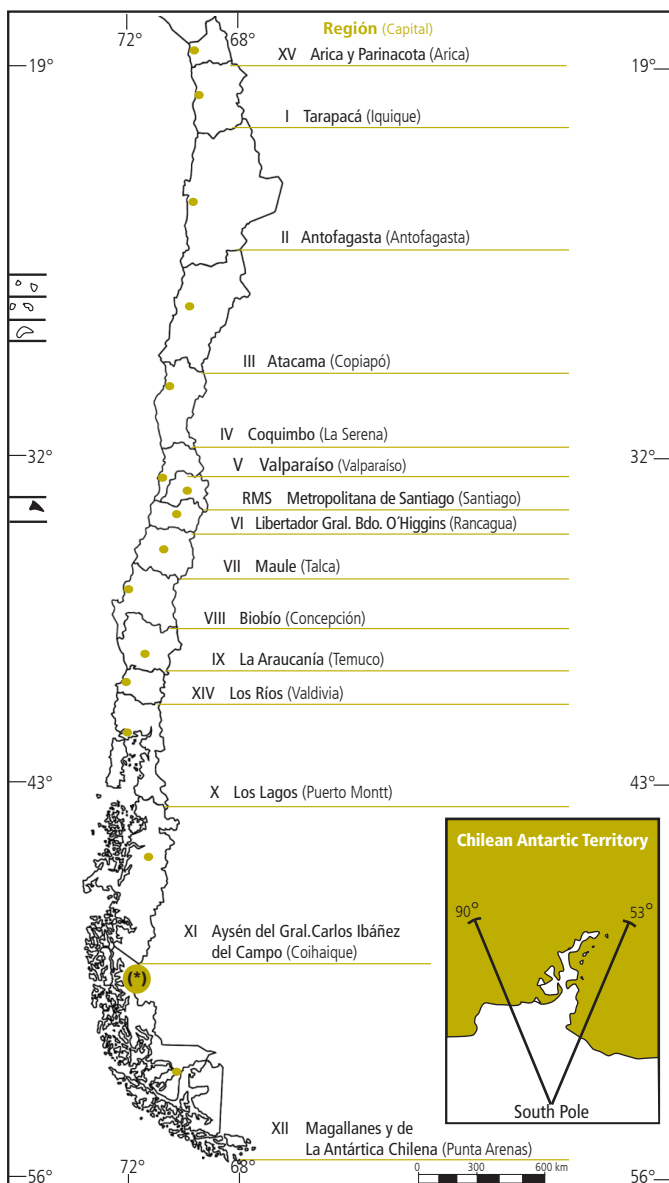 72° 68° Región (Capital)
XV Arica y Parinacota (Arica)
19° 19°
I Tarapacá (Iquique)
II Antofagasta (Antofagasta)
III Atacama (Copiapó)
IV Coquimbo (La Serena)
32° 32°
V Valparaíso (Valparaíso)
RMS Metropolitana de Santiago (Santiago)
VI Libertador Gral. Bdo. O´Higgins (Rancagua)
VII Maule (Talca)
VIII Biobío (Concepción)
IX La Araucanía (Temuco)
XIV Los Ríos (Valdivia)
43° 43°
X Los Lagos (Puerto Montt)
Chilean Antartic Territory
90° 53°
South Pole
XI Aysén del Gral.Carlos Ibáñez
del Campo (Coihaique)
(*)
XII Magallanes y de
La Antártica Chilena (Punta Arenas)
72° 68° 0 300 600 km
56° 56°